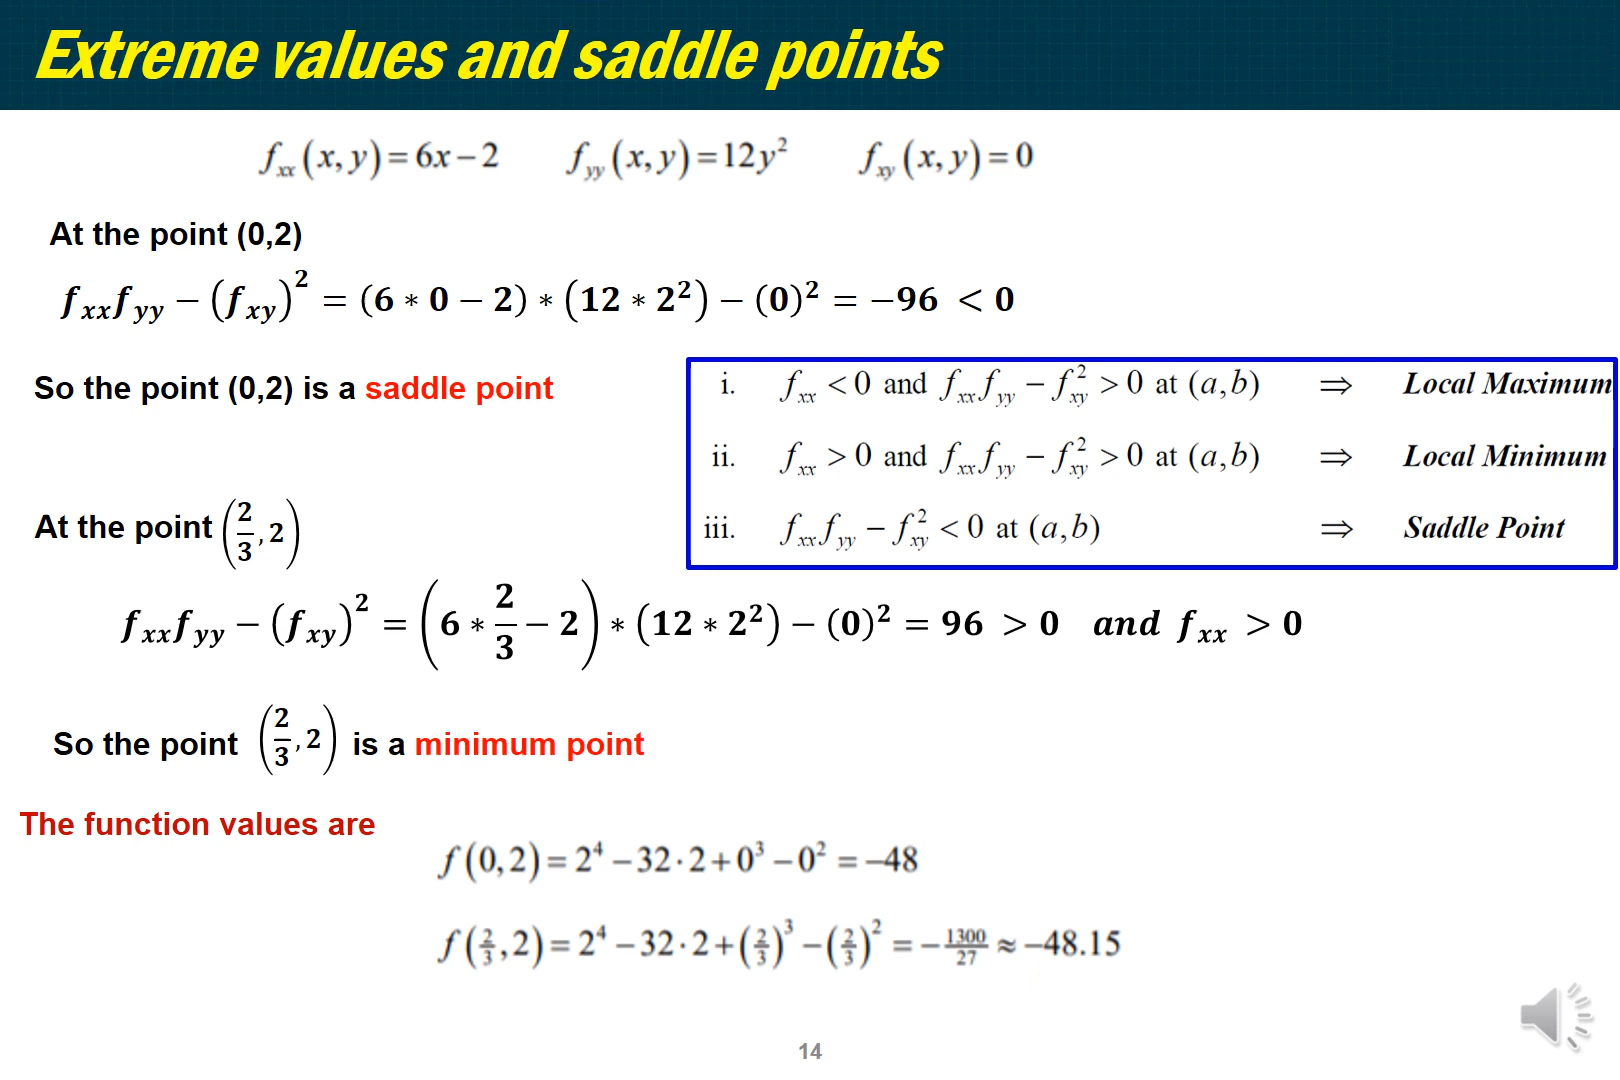 Extreme values and saddle points
f_xx (x, y) = 6x − 2 f_yy (x, y) = 12y² f_xy (x, y) = 0
At the point (0,2)
f_xx f_yy − (f_xy)² = (6 ∗ 0 − 2) ∗ (12 ∗ 2²) − (0)² = −96 < 0
So the point (0,2) is a saddle point
i. f_xx < 0 and f_xx f_yy − f_xy² > 0 at (a,b) ⇒ Local Maximum
ii. f_xx > 0 and f_xx f_yy − f_xy² > 0 at (a,b) ⇒ Local Minimum
iii. f_xx f_yy − f_xy² < 0 at (a,b) ⇒ Saddle Point
At the point (2/3, 2)
f_xx f_yy − (f_xy)² = (6 ∗ 2/3 − 2) ∗ (12 ∗ 2²) − (0)² = 96 > 0 and f_xx > 0
So the point (2/3, 2) is a minimum point
The function values are
f(0,2) = 2⁴ − 32·2 + 0³ − 0² = −48
f(2/3,2) = 2⁴ − 32·2 + (2/3)³ − (2/3)² = −1300/27 ≈ −48.15
14